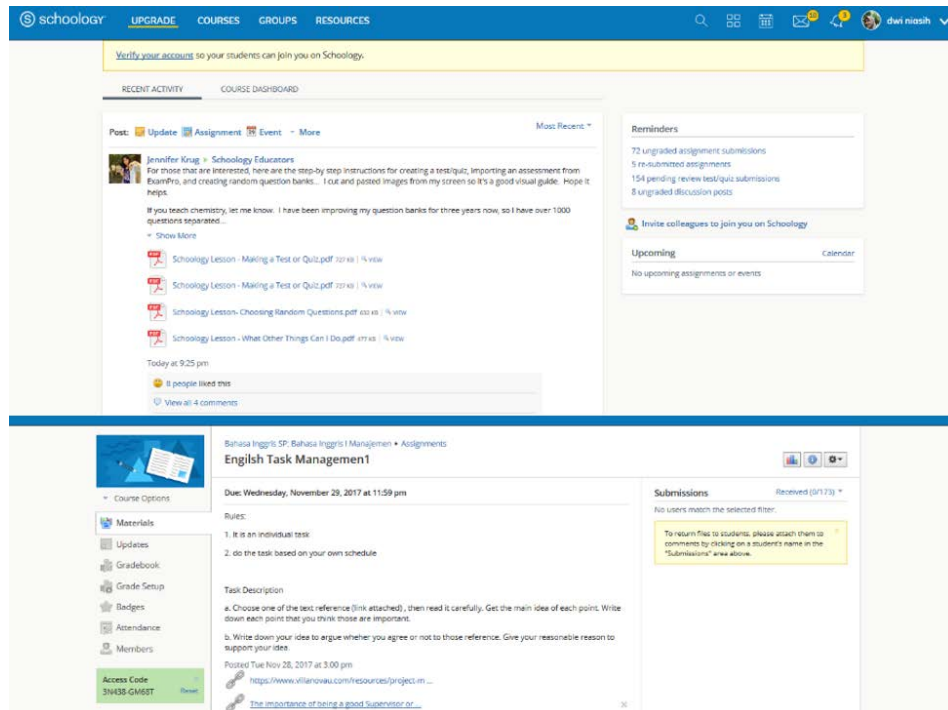 schoology
UPGRADE COURSES GROUPS RESOURCES
dwi niasih
Verify your account so your students can join you on Schoology.
RECENT ACTIVITY COURSE DASHBOARD
Post: Update Assignment Event More
Most Recent
Jennifer Krug Schoology Educators
For those that are interested, here are the step-by step instructions for creating a test/quiz, importing an assessment from
ExamPro, and creating random question banks... I cut and pasted images from my screen so it's a good visual guide. Hope it
helps.
If you teach chemistry, let me know. I have been improving my question banks for three years now, so I have over 1000
questions separated...
Show More
Schoology Lesson - Making a Test or Quiz.pdf 727 KB | VIEW
Schoology Lesson - Making a Test or Quiz.pdf 727 KB | VIEW
Schoology Lesson- Choosing Random Questions.pdf 632 KB | VIEW
Schoology Lesson - What Other Things Can I Do.pdf 477 KB | VIEW
Today at 9:25 pm
8 people liked this
View all 4 comments
Reminders
72 ungraded assignment submissions
5 re-submitted assignments
154 pending review test/quiz submissions
8 ungraded discussion posts
Invite colleagues to join you on Schoology
Upcoming Calendar
No upcoming assignments or events
Course Options
Materials
Updates
Gradebook
Grade Setup
Badges
Attendance
Members
Access Code
3N438-GM68T Reset
Bahasa Inggris SP: Bahasa Inggris I Manajemen • Assignments
Engilsh Task Management1
Due: Wednesday, November 29, 2017 at 11:59 pm
Rules:
1. It is an individual task
2. do the task based on your own schedule
Task Description
a. Choose one of the text reference (link attached) , then read it carefully. Get the main idea of each point. Write
down each point that you think those are important.
b. Write down your idea to argue wheher you agree or not to those reference. Give your reasonable reason to
support your idea.
Posted Tue Nov 28, 2017 at 3:00 pm
https://www.villanovau.com/resources/project-m ...
The importance of being a good Supervisor or...
Submissions Received (0/173)
No users match the selected filter.
To return files to students, please attach them to
comments by clicking on a student's name in the
"Submissions" area above.